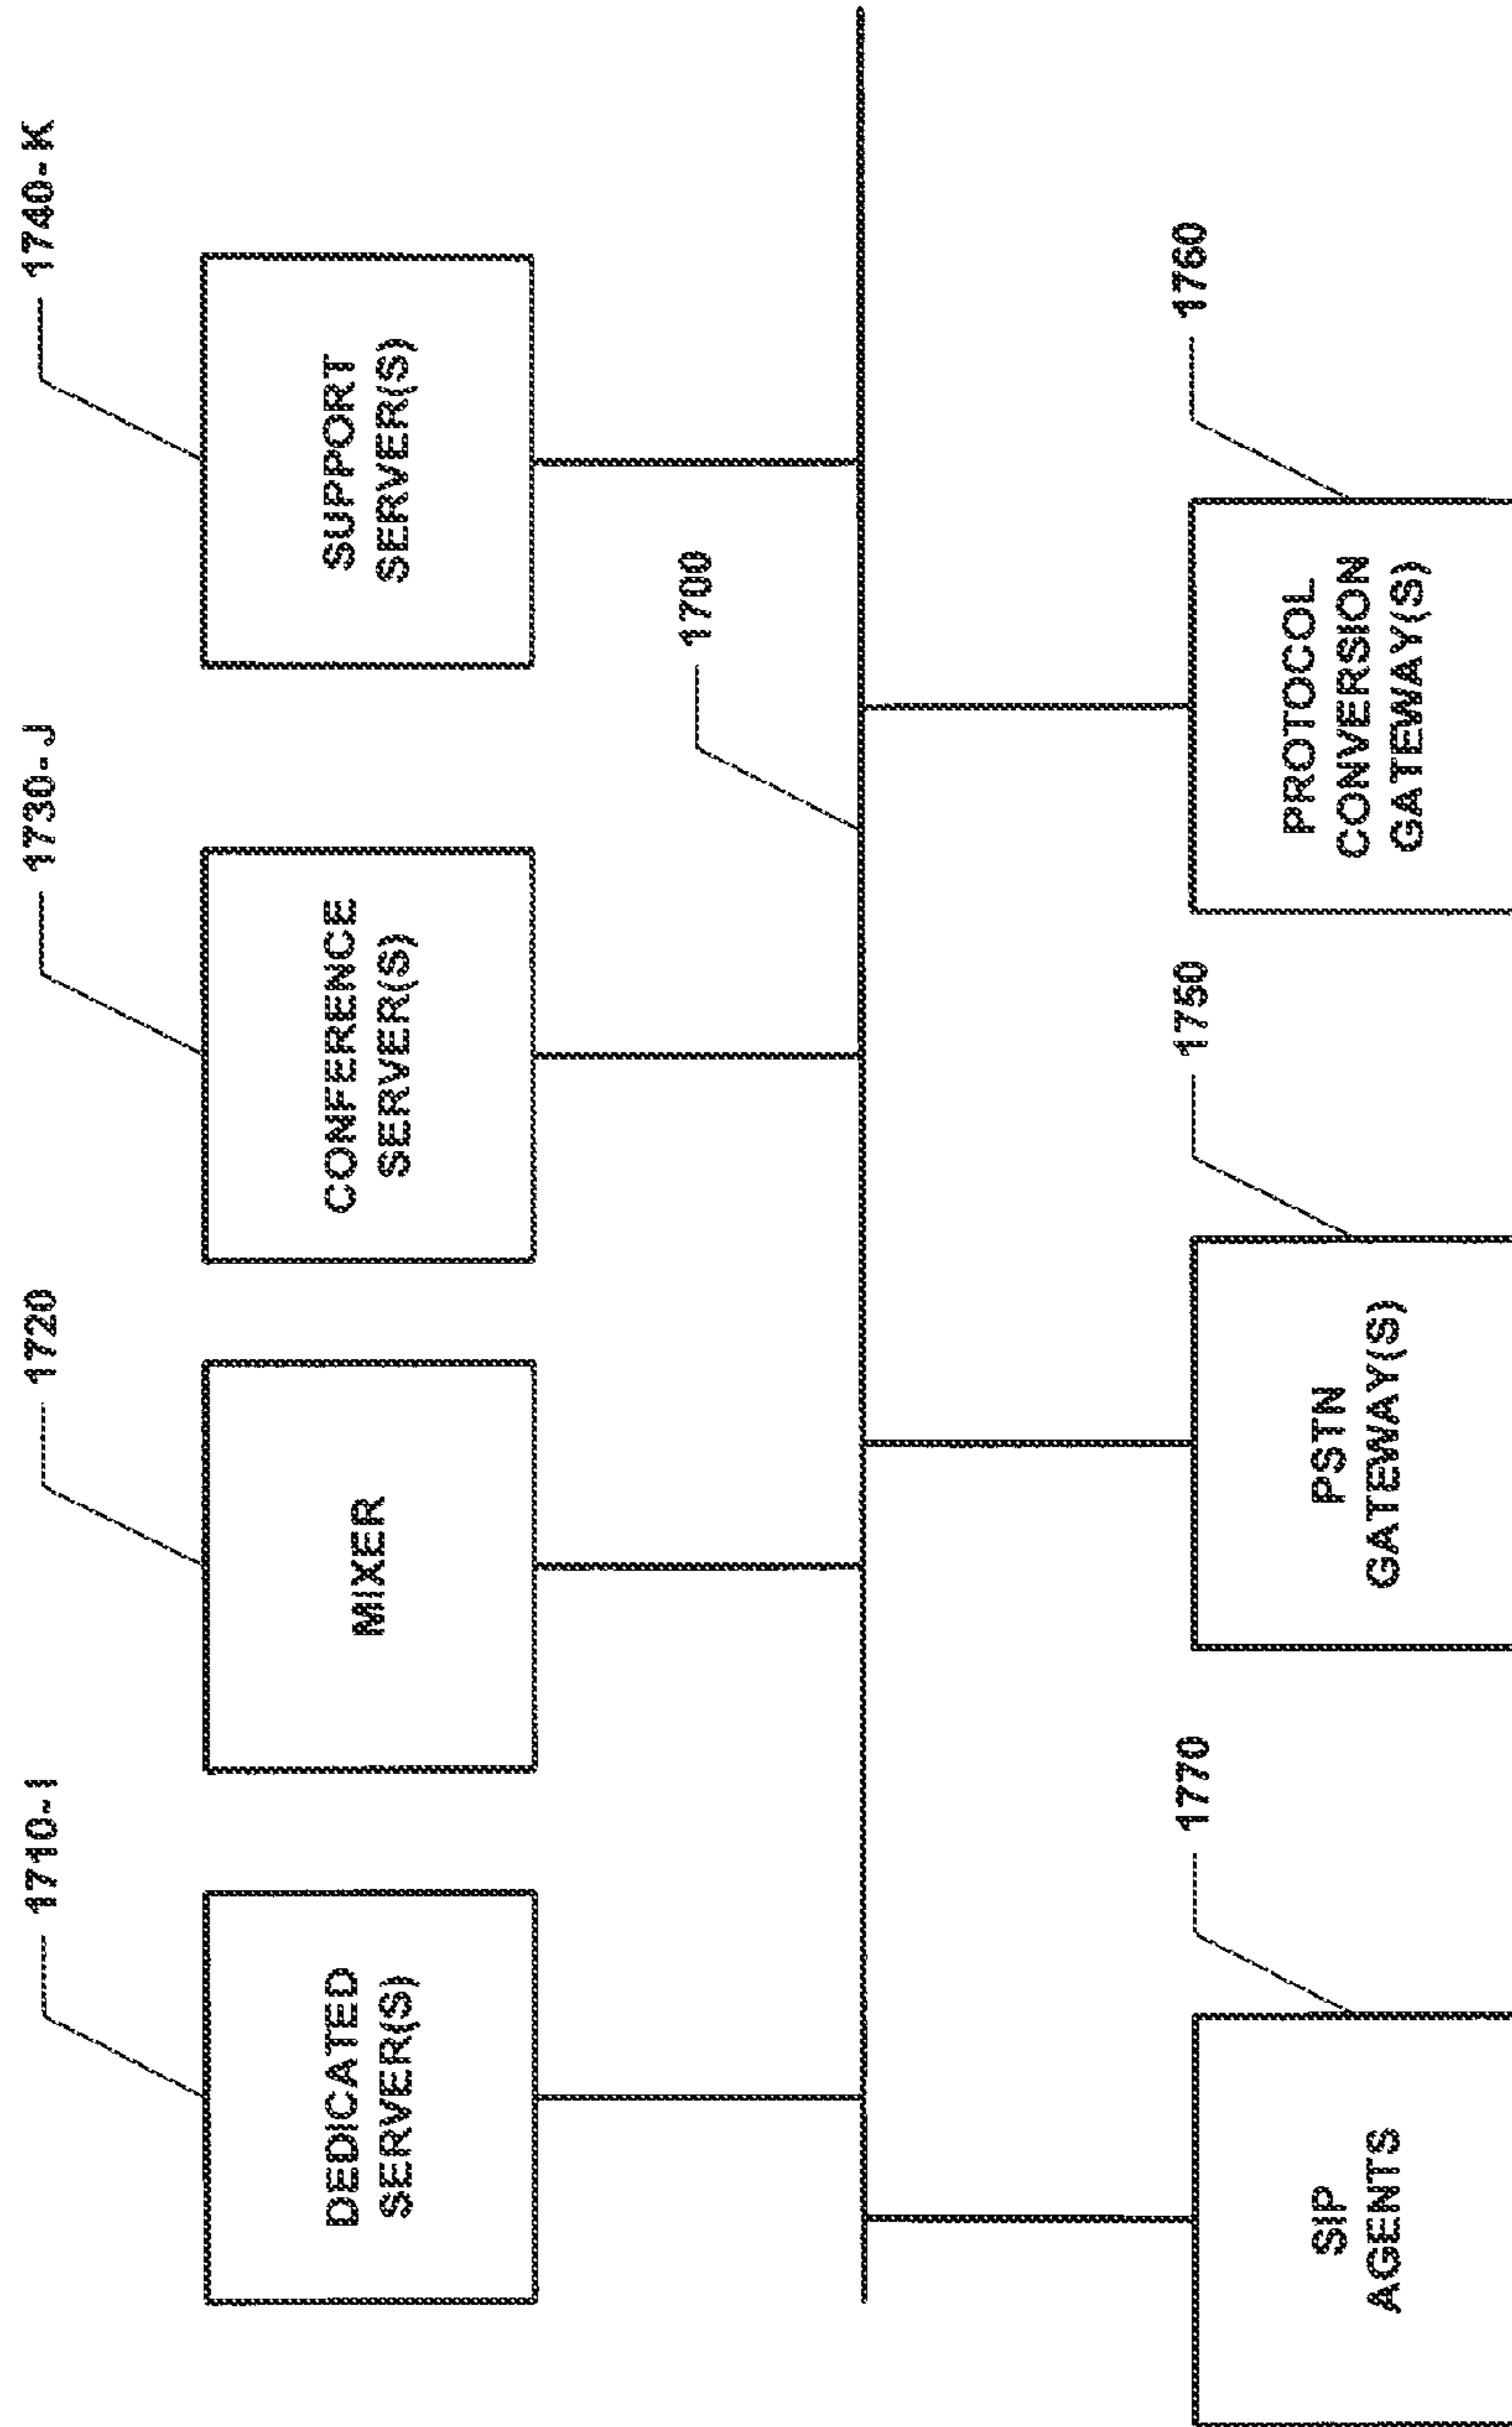 1710-I
DEDICATED
SERVER(S)
1720
MIXER
1730-J
CONFERENCE
SERVER(S)
1740-K
SUPPORT
SERVER(S)
1700
1770
SIP
AGENTS
1750
PSTN
GATEWAY(S)
1760
PROTOCOL
CONVERSION
GATEWAY(S)